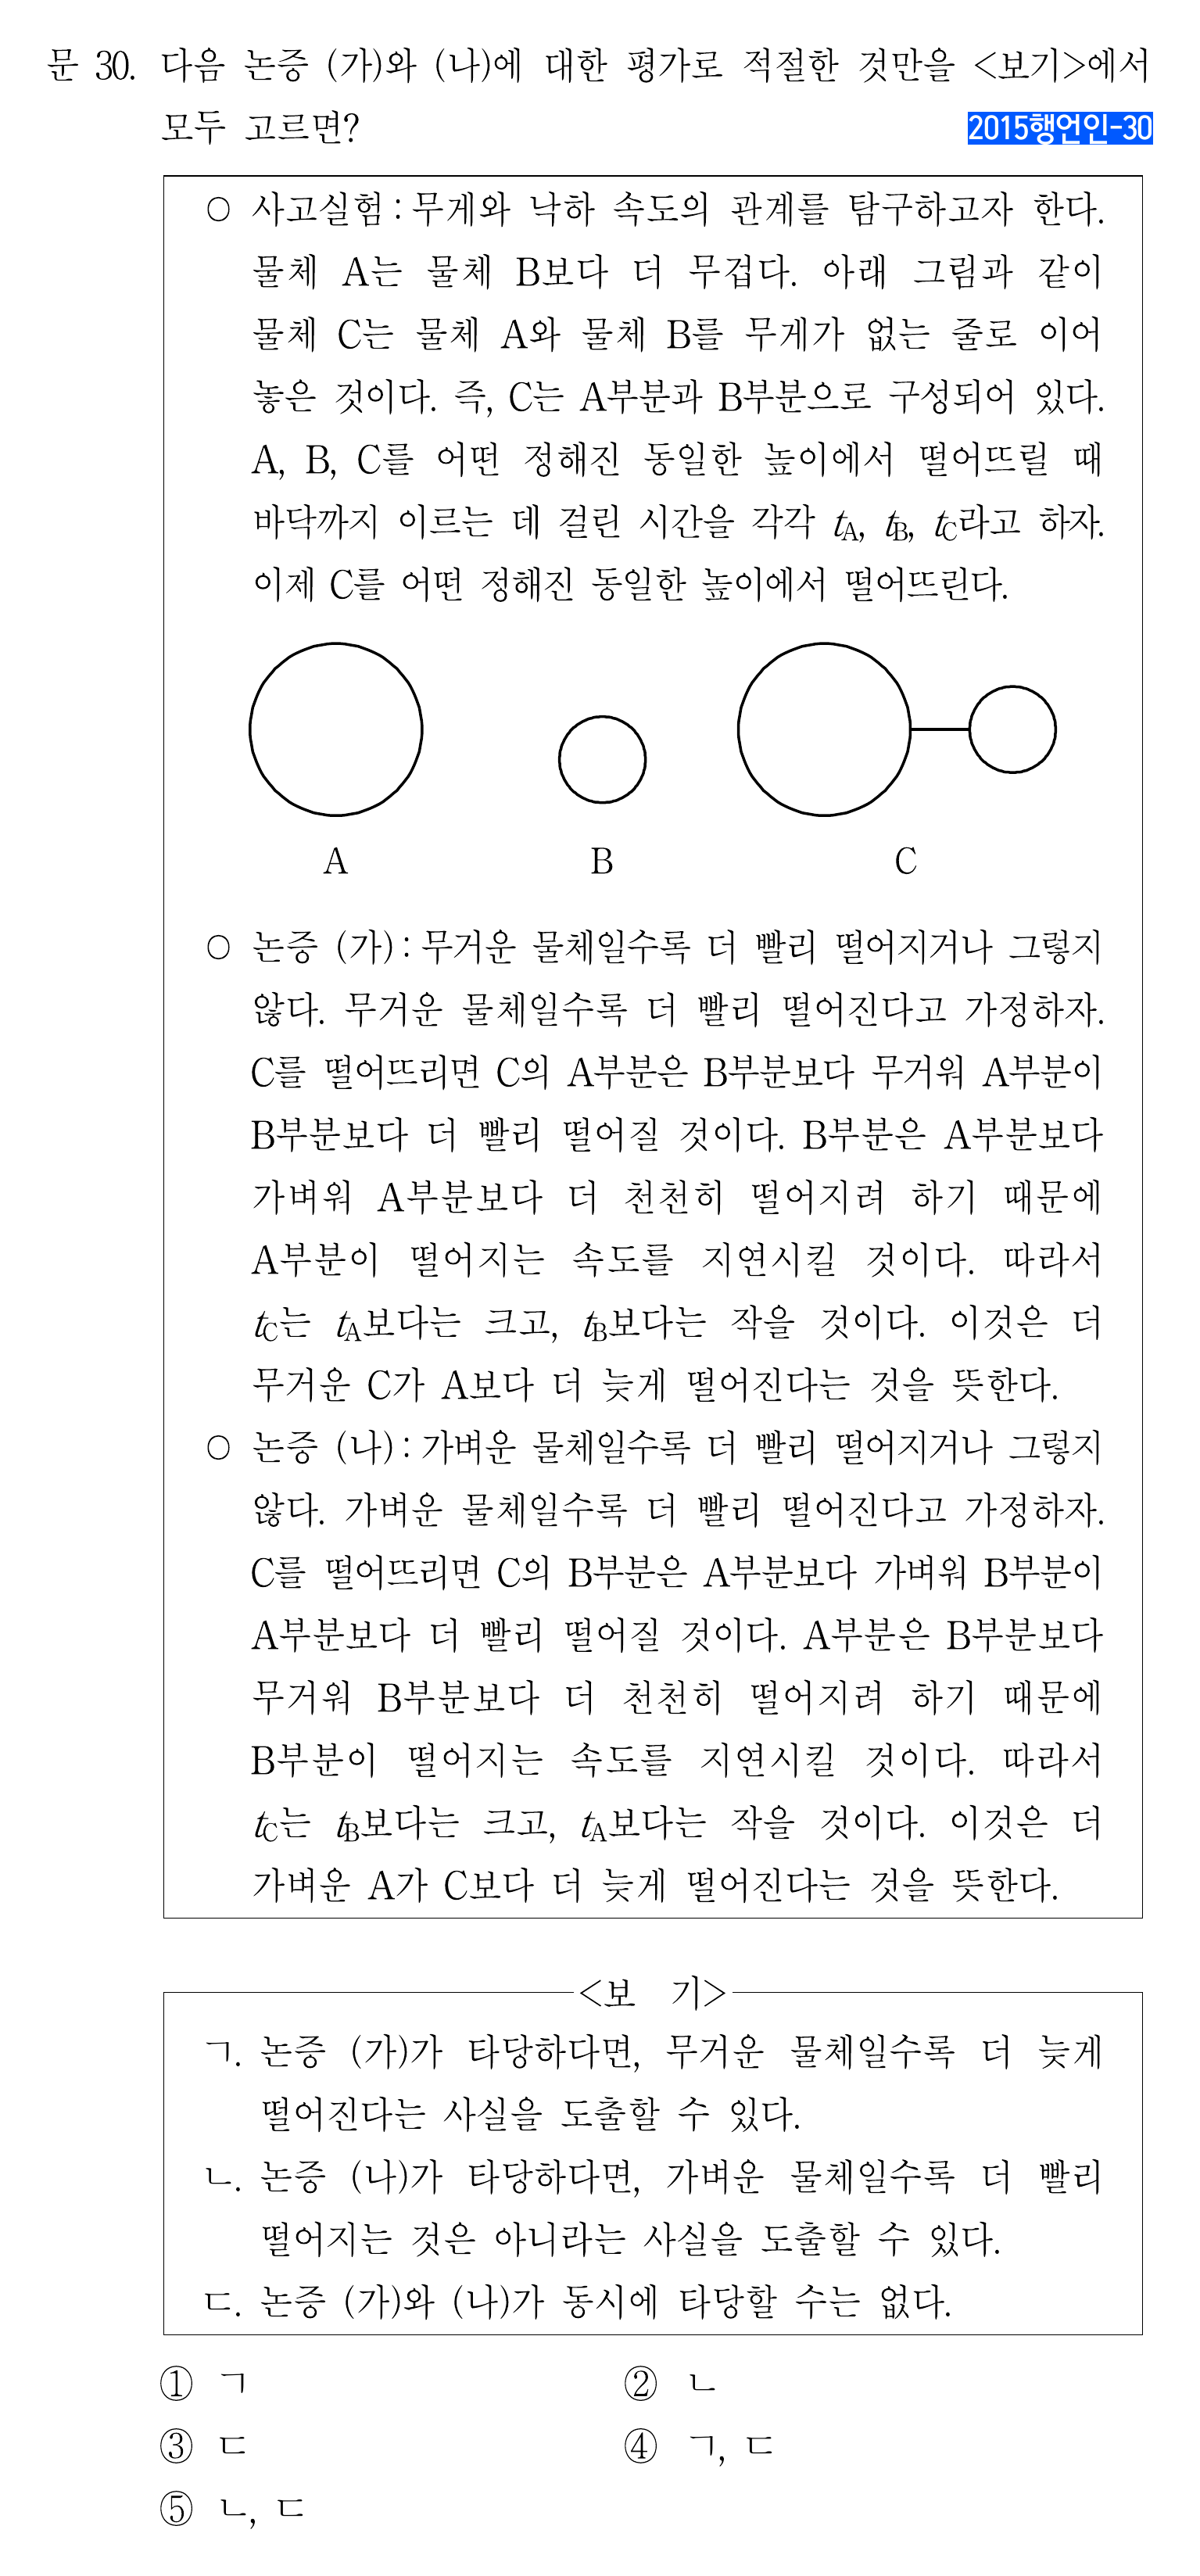 문 30. 다음 논증 (가)와 (나)에 대한 평가로 적절한 것만을 <보기>에서
모두 고르면?
2015행언인-30
○ 사고실험 : 무게와 낙하 속도의 관계를 탐구하고자 한다.
물체 A는 물체 B보다 더 무겁다. 아래 그림과 같이
물체 C는 물체 A와 물체 B를 무게가 없는 줄로 이어
놓은 것이다. 즉, C는 A부분과 B부분으로 구성되어 있다.
A, B, C를 어떤 정해진 동일한 높이에서 떨어뜨릴 때
바닥까지 이르는 데 걸린 시간을 각각 tA, tB, tC라고 하자.
이제 C를 어떤 정해진 동일한 높이에서 떨어뜨린다.
A B C
○ 논증 (가) : 무거운 물체일수록 더 빨리 떨어지거나 그렇지
않다. 무거운 물체일수록 더 빨리 떨어진다고 가정하자.
C를 떨어뜨리면 C의 A부분은 B부분보다 무거워 A부분이
B부분보다 더 빨리 떨어질 것이다. B부분은 A부분보다
가벼워 A부분보다 더 천천히 떨어지려 하기 때문에
A부분이 떨어지는 속도를 지연시킬 것이다. 따라서
tC는 tA보다는 크고, tB보다는 작을 것이다. 이것은 더
무거운 C가 A보다 더 늦게 떨어진다는 것을 뜻한다.
○ 논증 (나) : 가벼운 물체일수록 더 빨리 떨어지거나 그렇지
않다. 가벼운 물체일수록 더 빨리 떨어진다고 가정하자.
C를 떨어뜨리면 C의 B부분은 A부분보다 가벼워 B부분이
A부분보다 더 빨리 떨어질 것이다. A부분은 B부분보다
무거워 B부분보다 더 천천히 떨어지려 하기 때문에
B부분이 떨어지는 속도를 지연시킬 것이다. 따라서
tC는 tB보다는 크고, tA보다는 작을 것이다. 이것은 더
가벼운 A가 C보다 더 늦게 떨어진다는 것을 뜻한다.
<보 기>
ㄱ. 논증 (가)가 타당하다면, 무거운 물체일수록 더 늦게
떨어진다는 사실을 도출할 수 있다.
ㄴ. 논증 (나)가 타당하다면, 가벼운 물체일수록 더 빨리
떨어지는 것은 아니라는 사실을 도출할 수 있다.
ㄷ. 논증 (가)와 (나)가 동시에 타당할 수는 없다.
① ㄱ ② ㄴ
③ ㄷ ④ ㄱ, ㄷ
⑤ ㄴ, ㄷ